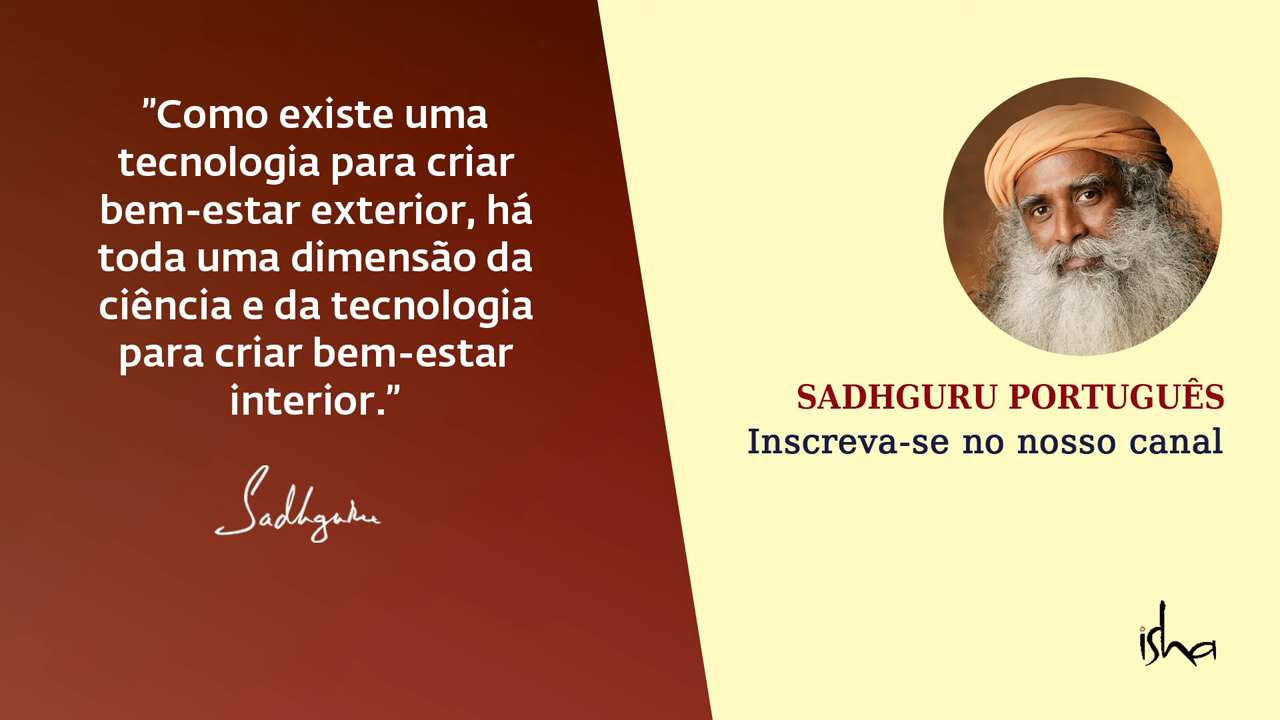 ”Como existe uma
tecnologia para criar
bem-estar exterior, há
toda uma dimensão da
ciência e da tecnologia
para criar bem-estar
interior.”
Sadhguru
SADHGURU PORTUGUÊS
Inscreva-se no nosso canal
isha